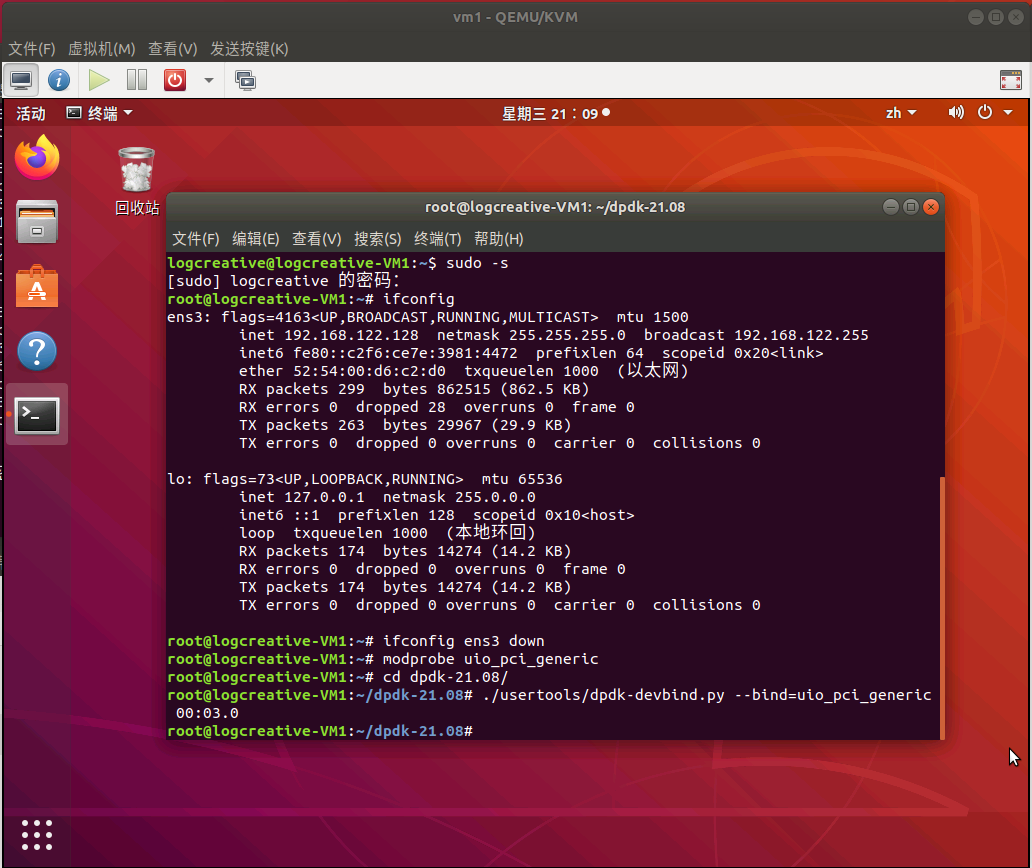 vm1 - QEMU/KVM
文件(F) 虚拟机(M) 查看(V) 发送按键(K)
活动 终端 星期三 21：09 zh
回收站
root@logcreative-VM1: ~/dpdk-21.08
文件(F) 编辑(E) 查看(V) 搜索(S) 终端(T) 帮助(H)
logcreative@logcreative-VM1:~$ sudo -s
[sudo] logcreative 的密码：
root@logcreative-VM1:~# ifconfig
ens3: flags=4163<UP,BROADCAST,RUNNING,MULTICAST>  mtu 1500
        inet 192.168.122.128  netmask 255.255.255.0  broadcast 192.168.122.255
        inet6 fe80::c2f6:ce7e:3981:4472  prefixlen 64  scopeid 0x20<link>
        ether 52:54:00:d6:c2:d0  txqueuelen 1000  (以太网)
        RX packets 299  bytes 862515 (862.5 KB)
        RX errors 0  dropped 28  overruns 0  frame 0
        TX packets 263  bytes 29967 (29.9 KB)
        TX errors 0  dropped 0 overruns 0  carrier 0  collisions 0
lo: flags=73<UP,LOOPBACK,RUNNING>  mtu 65536
        inet 127.0.0.1  netmask 255.0.0.0
        inet6 ::1  prefixlen 128  scopeid 0x10<host>
        loop  txqueuelen 1000  (本地环回)
        RX packets 174  bytes 14274 (14.2 KB)
        RX errors 0  dropped 0  overruns 0  frame 0
        TX packets 174  bytes 14274 (14.2 KB)
        TX errors 0  dropped 0 overruns 0  carrier 0  collisions 0
root@logcreative-VM1:~# ifconfig ens3 down
root@logcreative-VM1:~# modprobe uio_pci_generic
root@logcreative-VM1:~# cd dpdk-21.08/
root@logcreative-VM1:~/dpdk-21.08# ./usertools/dpdk-devbind.py --bind=uio_pci_generic
 00:03.0
root@logcreative-VM1:~/dpdk-21.08#